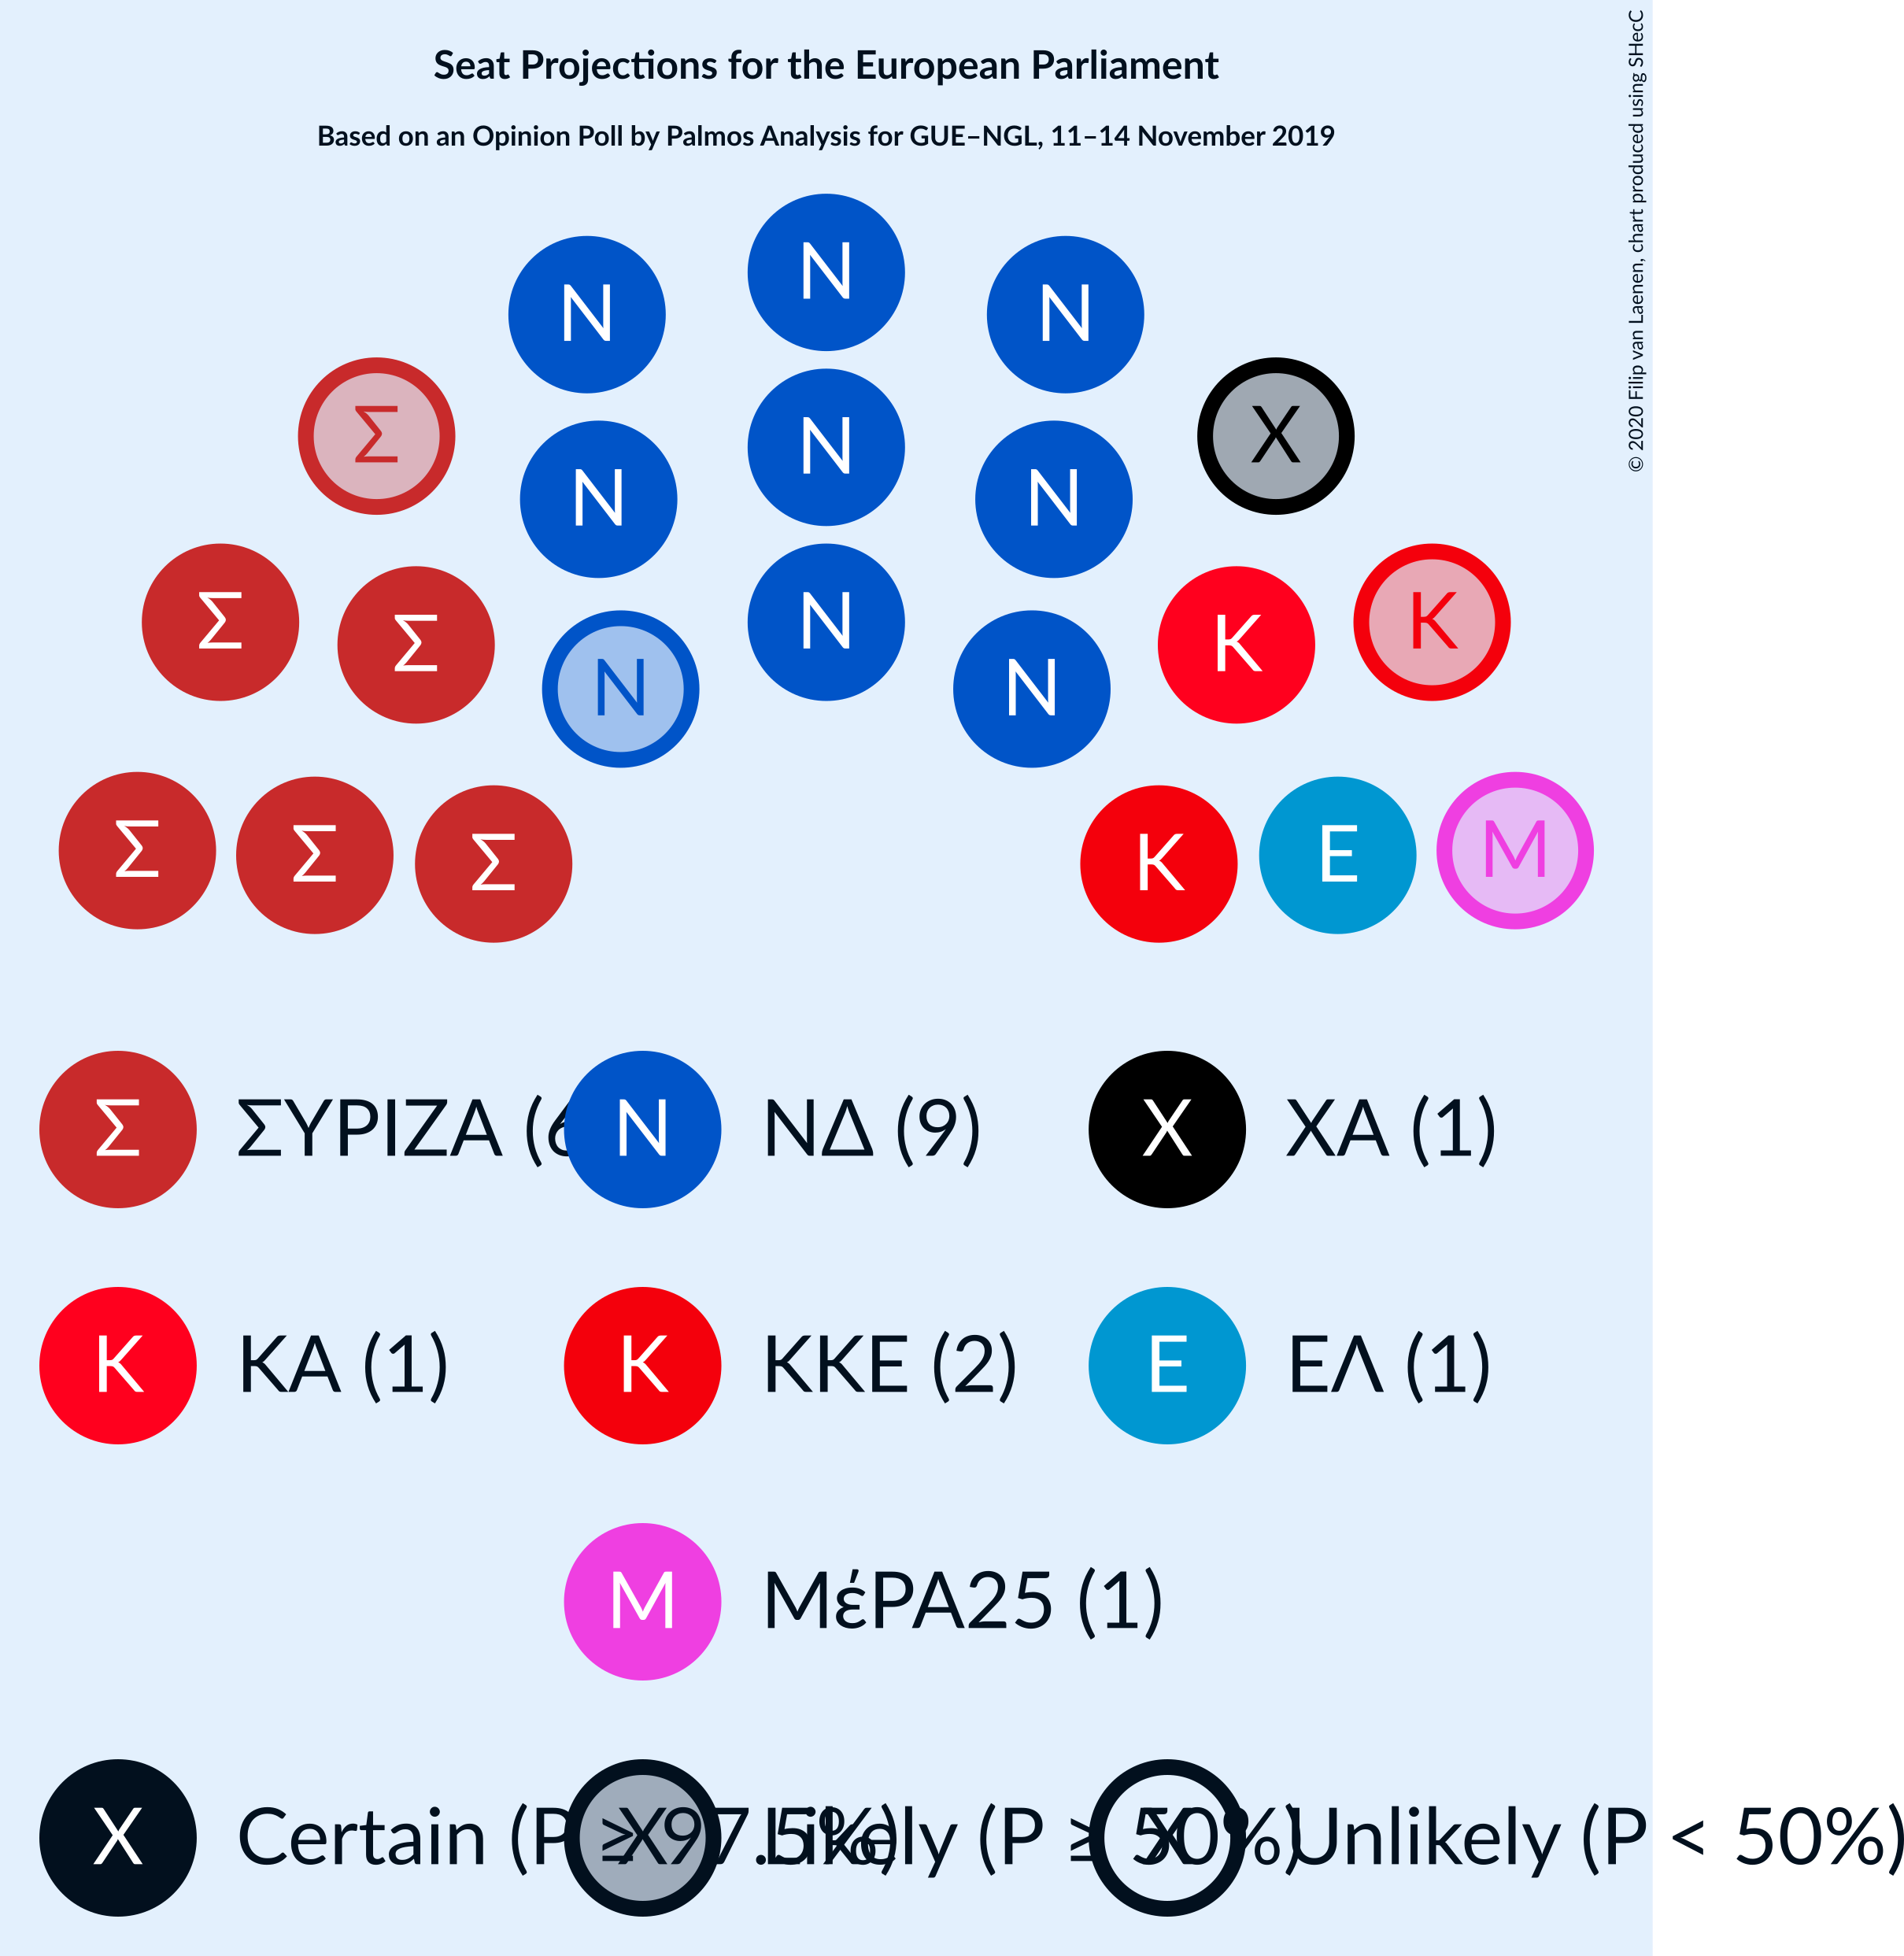 Seat Projections for the European Parliament
Based on an Opinion Poll by Palmos Analysis for GUE–NGL, 11–14 November 2019
© 2020 Filip van Laenen, chart produced using SHecC
N
N N
Σ N X
N N
Σ N K
Σ K
N N
Σ Σ Σ K E M
Σ ΣΥΡΙΖΑ (6 N ΝΔ (9) X ΧΑ (1)
K ΚΑ (1) K ΚΚΕ (2) E ΕΛ (1)
M ΜέΡΑ25 (1)
X Certain (P ≥ 97.5%) X Likely (P ≥ 50%) X Unlikely (P < 50%)